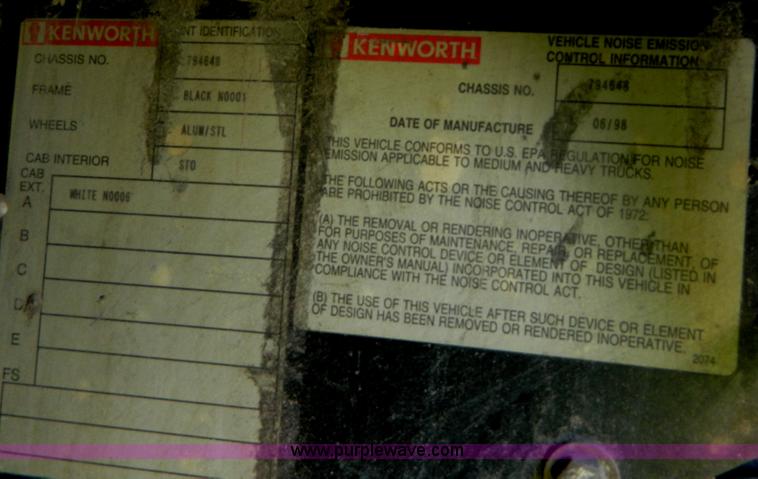 KENWORTH
NT IDENTIFICATION
CHASSIS NO. 794648
FRAME BLACK N0001
WHEELS ALUM/STL
CAB INTERIOR STD
CAB
EXT.
A WHITE N0006
B
C
D
E
FS
KENWORTH
VEHICLE NOISE EMISSION
CONTROL INFORMATION
CHASSIS NO. 794648
DATE OF MANUFACTURE 06/98
THIS VEHICLE CONFORMS TO U.S. EPA REGULATION FOR NOISE
EMISSION APPLICABLE TO MEDIUM AND HEAVY TRUCKS.
THE FOLLOWING ACTS OR THE CAUSING THEREOF BY ANY PERSON
ARE PROHIBITED BY THE NOISE CONTROL ACT OF 1972:
(A) THE REMOVAL OR RENDERING INOPERATIVE, OTHER THAN
FOR PURPOSES OF MAINTENANCE, REPAIR, OR REPLACEMENT, OF
ANY NOISE CONTROL DEVICE OR ELEMENT OF DESIGN (LISTED IN
THE OWNER'S MANUAL) INCORPORATED INTO THIS VEHICLE IN
COMPLIANCE WITH THE NOISE CONTROL ACT.
(B) THE USE OF THIS VEHICLE AFTER SUCH DEVICE OR ELEMENT
OF DESIGN HAS BEEN REMOVED OR RENDERED INOPERATIVE.
2074
www.purplewave.com